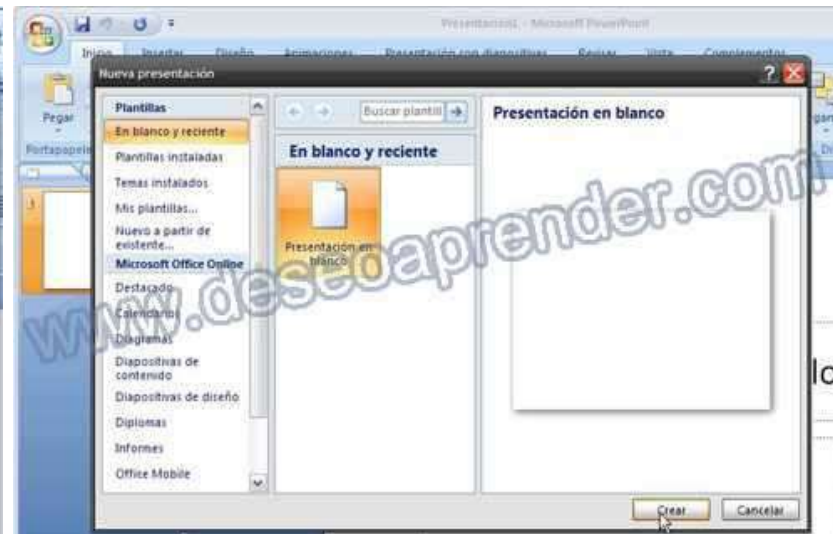 Presentación1 - Microsoft PowerPoint
Inicio Insertar Diseño Animaciones Presentación con diapositivas Revisar Vista Complementos
Pegar
Nueva presentación
Plantillas
En blanco y reciente
Plantillas instaladas
Temas instalados
Mis plantillas...
Nuevo a partir de
existente...
Microsoft Office Online
Destacado
Calendarios
Diagramas
Diapositivas de
contenido
Diapositivas de diseño
Diplomas
Informes
Office Mobile
Buscar plantill
En blanco y reciente
Presentación en
blanco
Presentación en blanco
www.deseoaprender.com
Crear Cancelar